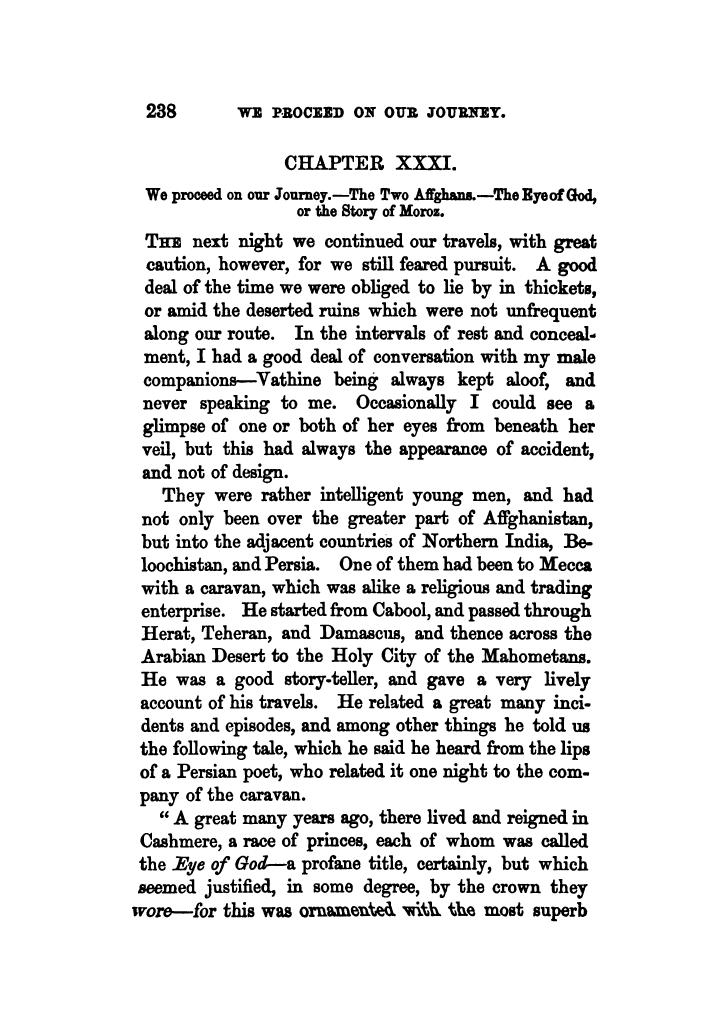 238 WE PROCEED ON OUR JOURNEY.
CHAPTER XXXI.
We proceed on our Journey.—The Two Affghans.—The Eye of God,
or the Story of Moroz.
THE next night we continued our travels, with great
caution, however, for we still feared pursuit. A good
deal of the time we were obliged to lie by in thickets,
or amid the deserted ruins which were not unfrequent
along our route. In the intervals of rest and conceal-
ment, I had a good deal of conversation with my male
companions—Vathine being always kept aloof, and
never speaking to me. Occasionally I could see a
glimpse of one or both of her eyes from beneath her
veil, but this had always the appearance of accident,
and not of design.
They were rather intelligent young men, and had
not only been over the greater part of Affghanistan,
but into the adjacent countries of Northern India, Be-
loochistan, and Persia. One of them had been to Mecca
with a caravan, which was alike a religious and trading
enterprise. He started from Cabool, and passed through
Herat, Teheran, and Damascus, and thence across the
Arabian Desert to the Holy City of the Mahometans.
He was a good story-teller, and gave a very lively
account of his travels. He related a great many inci-
dents and episodes, and among other things he told us
the following tale, which he said he heard from the lips
of a Persian poet, who related it one night to the com-
pany of the caravan.
“ A great many years ago, there lived and reigned in
Cashmere, a race of princes, each of whom was called
the Eye of God—a profane title, certainly, but which
seemed justified, in some degree, by the crown they
wore—for this was ornamented with the most superb